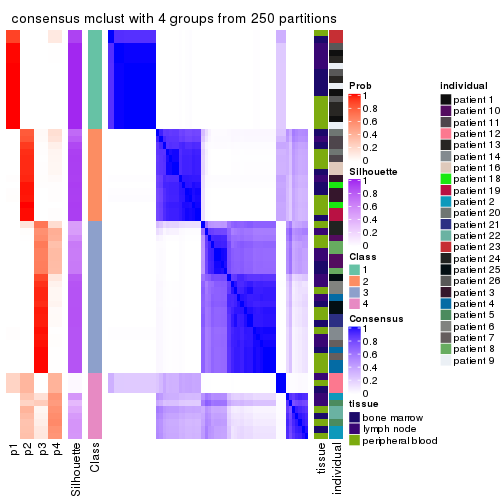 consensus mclust with 4 groups from 250 partitions
p1
p2
p3
p4
Silhouette
Class
tissue
individual
Prob
1
0.8
0.6
0.4
0.2
0
Silhouette
1
0.8
0.6
0.4
0.2
0
Class
1
2
3
4
Consensus
1
0.8
0.6
0.4
0.2
0
tissue
bone marrow
lymph node
peripheral blood
individual
patient 1
patient 10
patient 11
patient 12
patient 13
patient 14
patient 16
patient 18
patient 19
patient 2
patient 20
patient 21
patient 22
patient 23
patient 24
patient 25
patient 26
patient 3
patient 4
patient 5
patient 6
patient 7
patient 8
patient 9